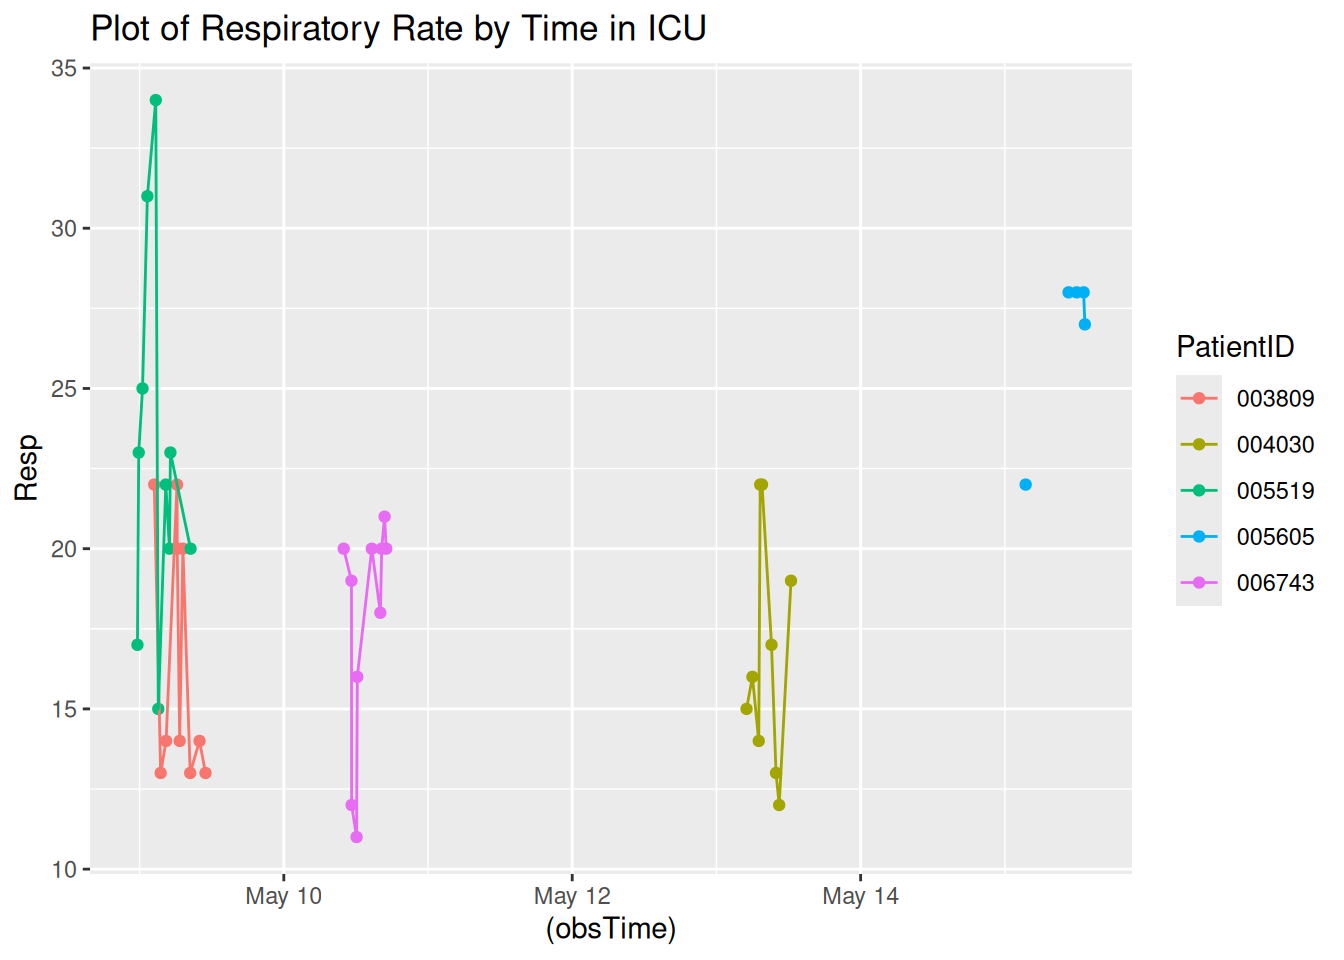 Plot of Respiratory Rate by Time in ICU
35
30
25
20
15
10
Resp
May 10
May 12
May 14
(obsTime)
PatientID
003809
004030
005519
005605
006743